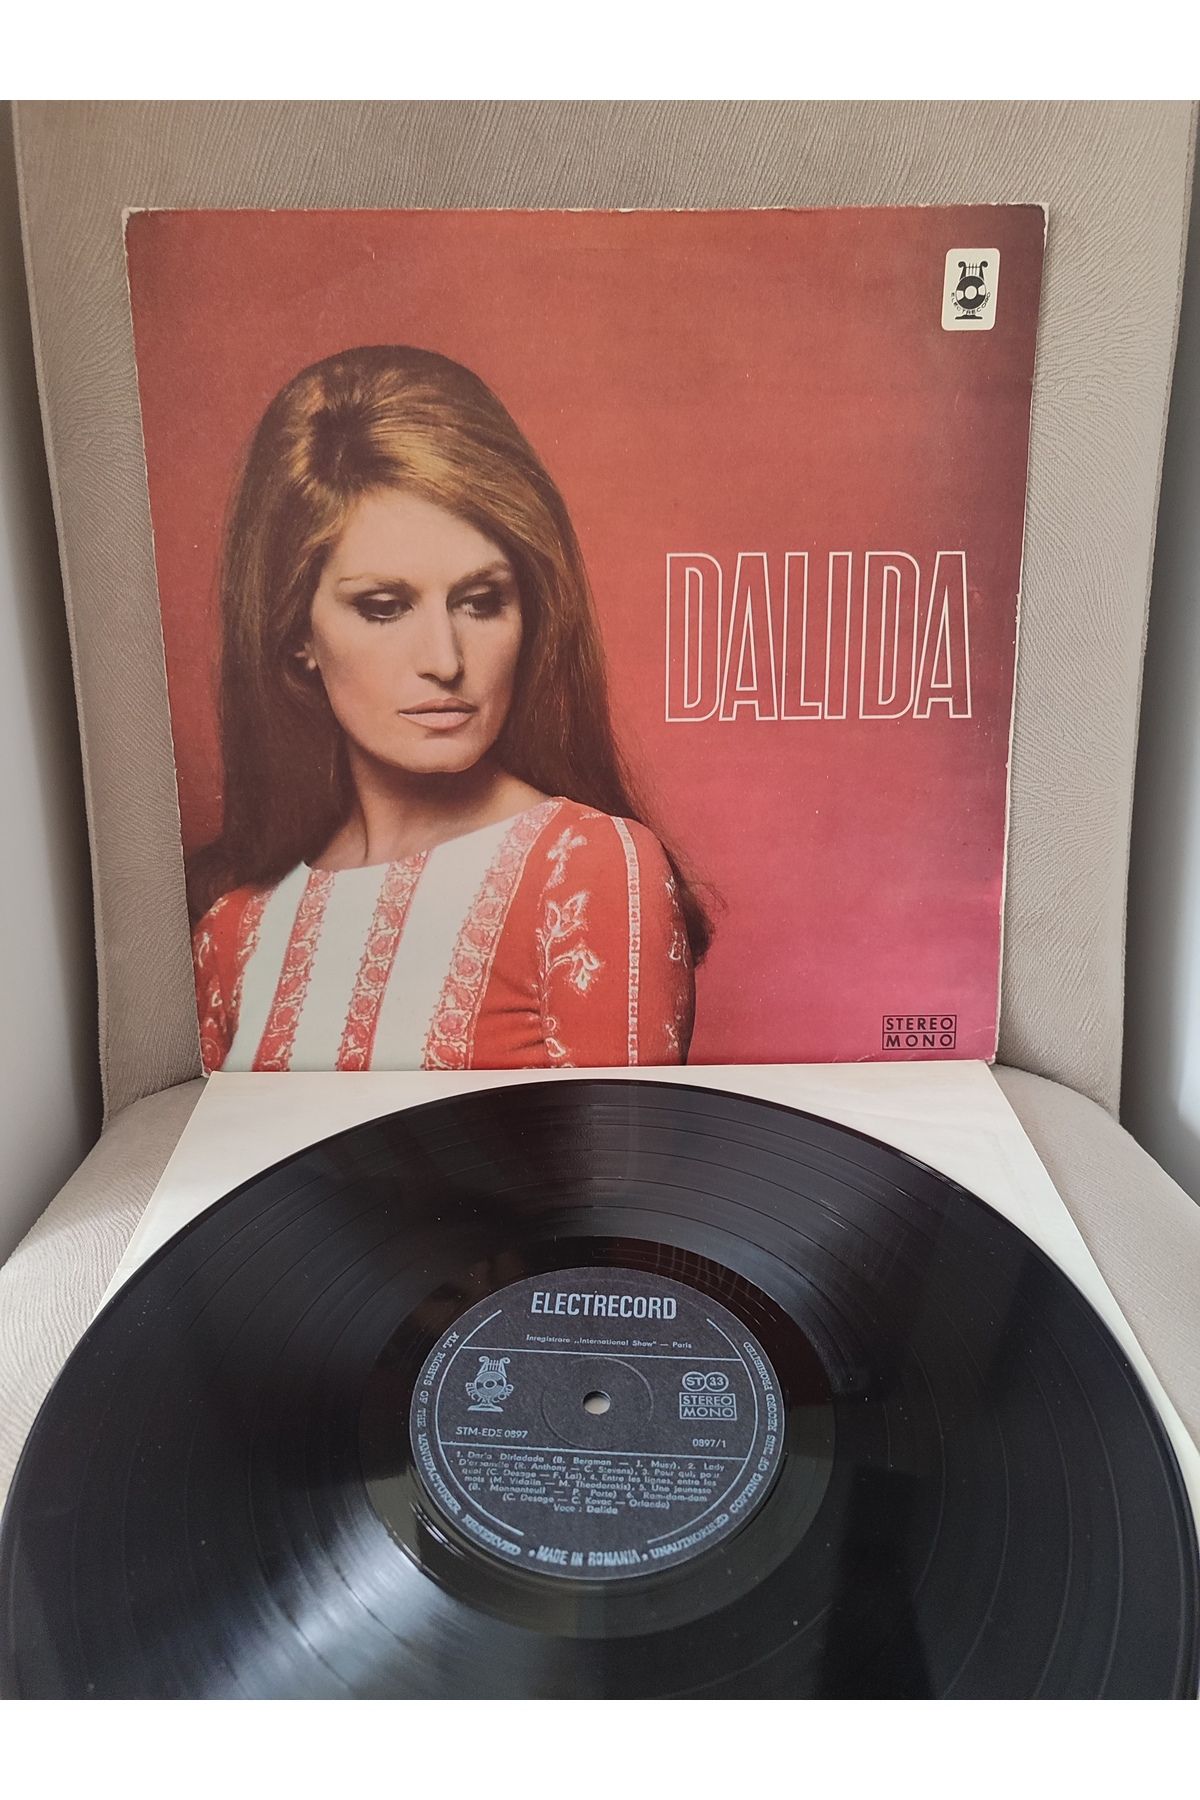 ELECTRECORD
DALIDA
STEREO
MONO
ELECTRECORD
Inregistrare „International Show" — Paris
ELECTRECORD
ST 33
STEREO
MONO
STM-EDE 0897
0897/1
1. Darla Dirladada (B. Bergman — J. Musy), 2. Lady
D'arbanville (R. Anthony — C. Stevens), 3. Pour qui, pour
quoi (C. Desage — F. Lai), 4. Entre les lignes, entre les
mots (M. Vidalin — M. Theodorakis), 5. Une jeunesse
(B. Monnanteuil — P. Porte) 6. Ram-dam-dam
(C. Desage — C. Kovac — Orlando)
Voce : Dalida
ALL RIGHTS OF THE MANUFACTURER RESERVED • MADE IN ROMANIA • UNAUTHORISED COPYING OF THIS RECORD PROHIBITED